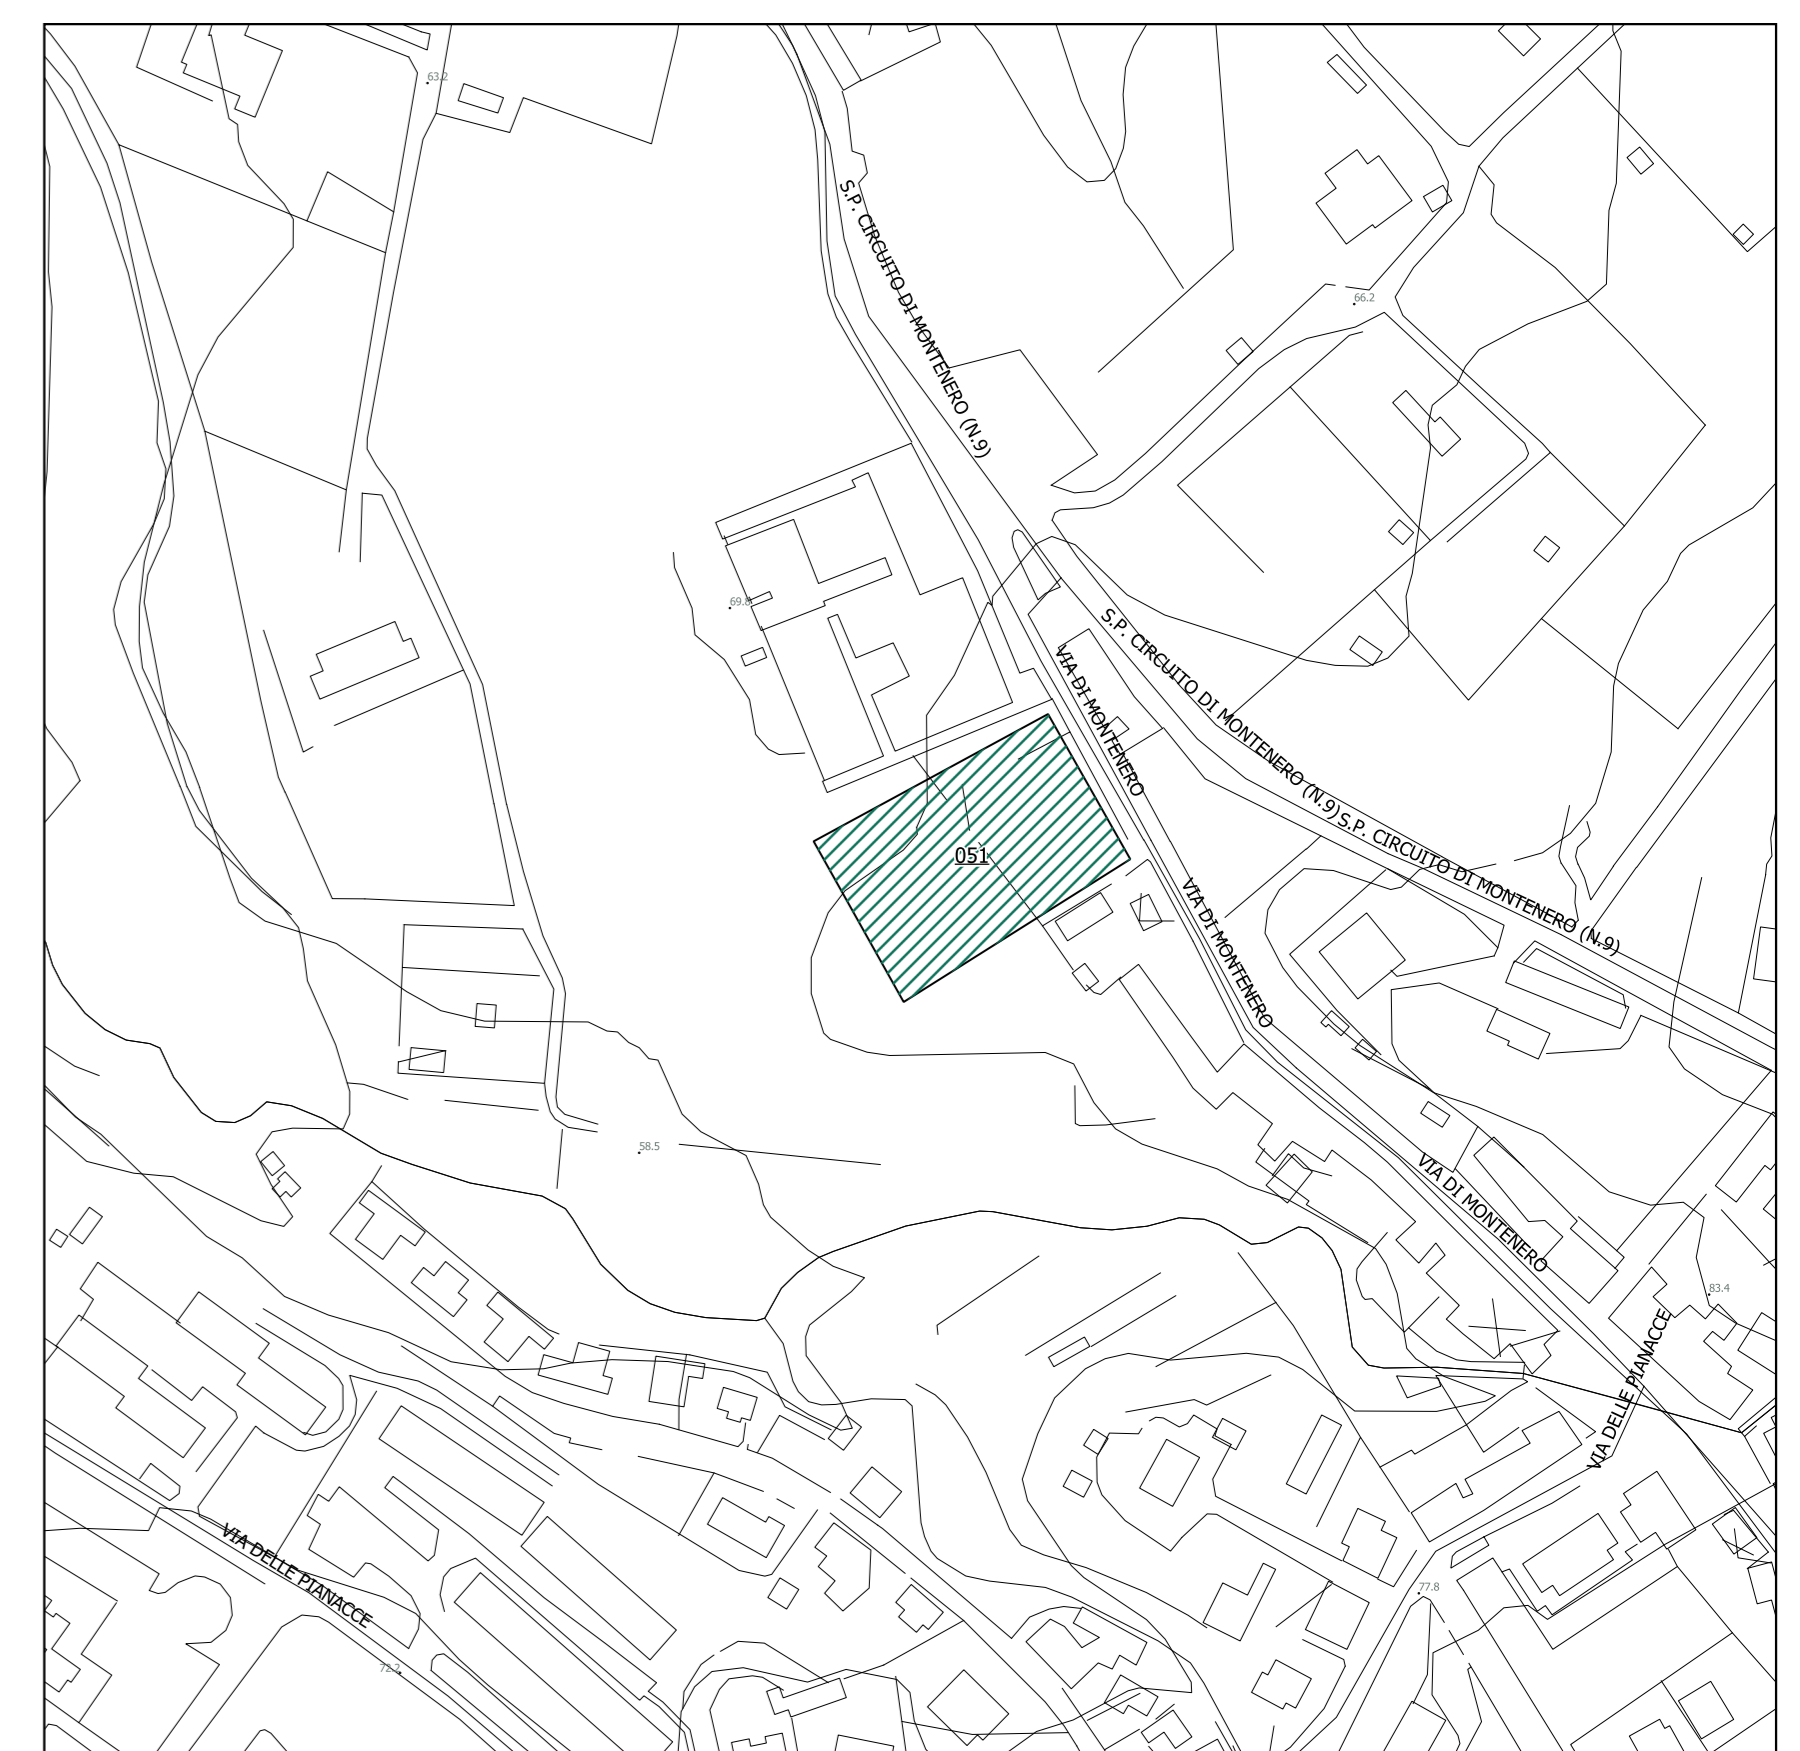 63.2
S.P. CIRCUITO DI MONTENERO (N.9)
66.2
69.8
S.P. CIRCUITO DI MONTENERO (N.9)
VIA DI MONTENERO
S.P. CIRCUITO DI MONTENERO (N.9)
051
VIA DI MONTENERO
58.5
VIA DI MONTENERO
83.4
VIA DELLE PIANACCE
VIA DELLE PIANACCE
77.8
72.2